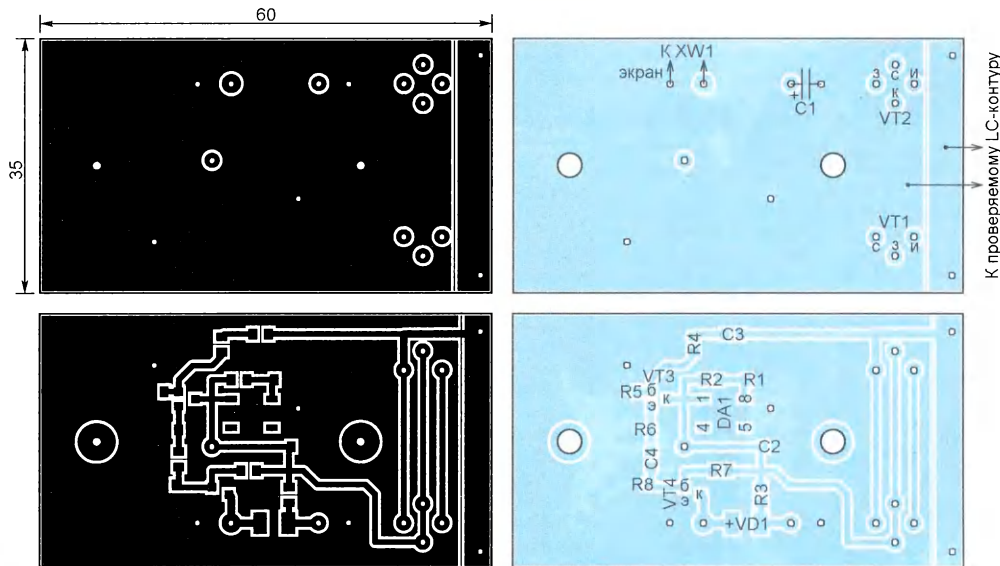 60
35
К XW1
экран
+
C1
З
С
И
К
VT2
К проверяемому LC-контуру
VT1
С
З
И
R4
C3
VT3
R2
R1
R5
б
к
э
1
8
DA1
R6
4
5
C4
C2
R8
R7
VT4
б
э
к
R3
+VD1